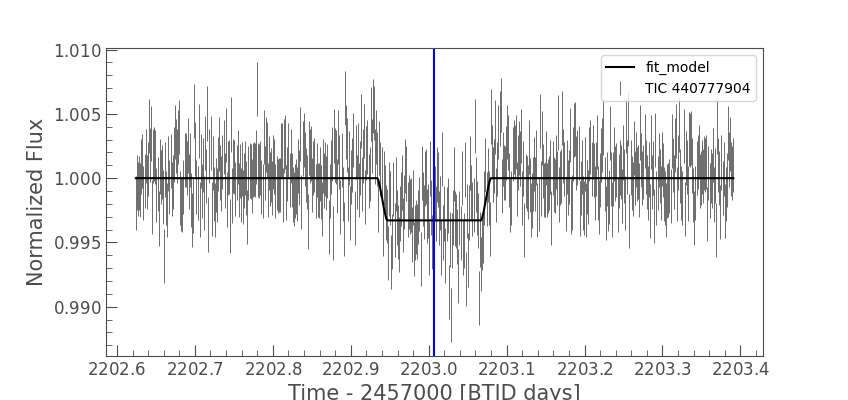 1.010
1.005
1.000
0.995
0.990
Normalized Flux
fit_model
TIC 440777904
2202.6 2202.7 2202.8 2202.9 2203.0 2203.1 2203.2 2203.3 2203.4
Time - 2457000 [BTJD days]